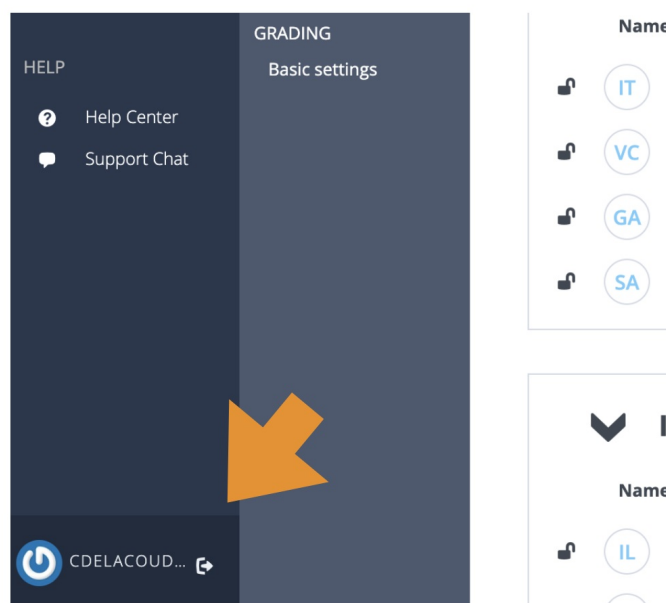 GRADING
Basic settings
HELP
Help Center
Support Chat
CDELACOUD...
Name
IT
VC
GA
SA
Name
IL